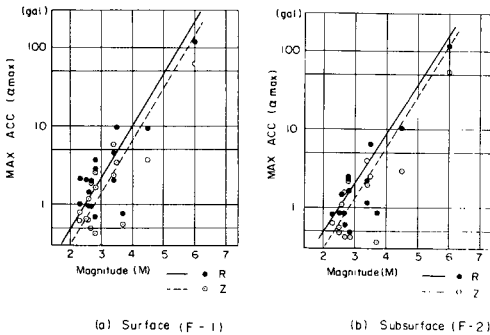 (gal)
100
10
1
MAX ACC (αmax)
2 3 4 5 6 7
Magnitude (M)
● R
○ Z
(a) Surface (F-1)
(gal)
100
10
1
MAX ACC (αmax)
2 3 4 5 6 7
Magnitude (M)
● R
○ Z
(b) Subsurface (F-2)